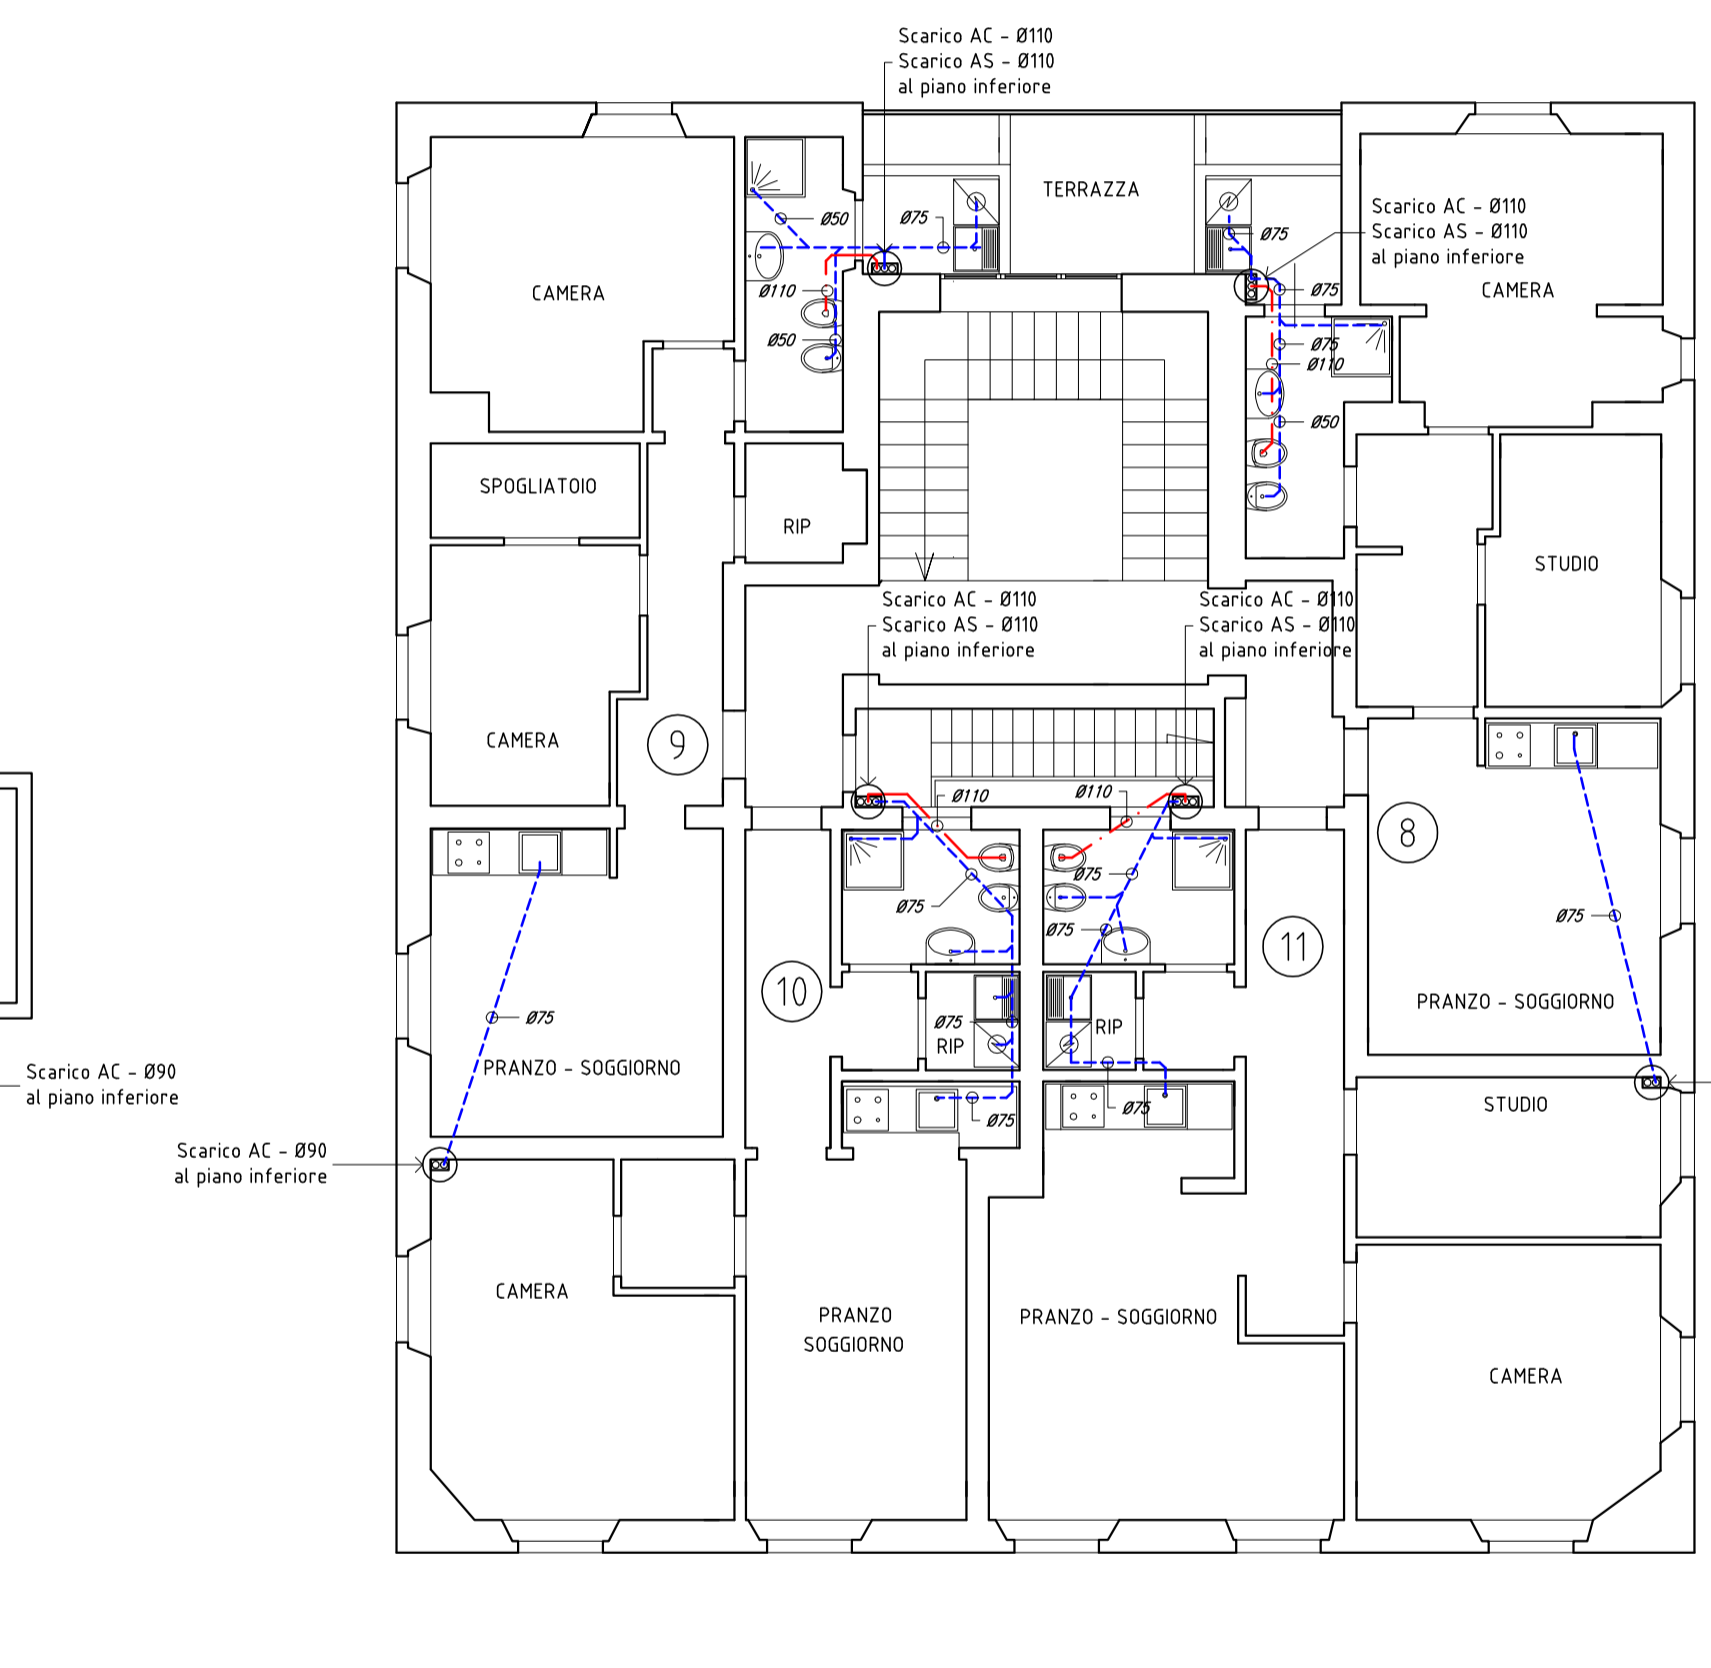 Scarico AC - Ø110
Scarico AS - Ø110
al piano inferiore
TERRAZZA
Scarico AC - Ø110
Scarico AS - Ø110
al piano inferiore
Ø50
Ø75
Ø75
CAMERA
Ø110
Ø75
CAMERA
Ø50
Ø75
Ø110
Ø50
SPOGLIATOIO
RIP
STUDIO
Scarico AC - Ø110
Scarico AS - Ø110
al piano inferiore
Scarico AC - Ø110
Scarico AS - Ø110
al piano inferiore
CAMERA
9
Ø110
Ø110
8
Ø75
Ø75
Ø75
Ø75
11
10
PRANZO - SOGGIORNO
Ø75
Ø75
RIP
RIP
PRANZO - SOGGIORNO
Scarico AC - Ø90
al piano inferiore
Ø75
Ø75
STUDIO
Scarico AC - Ø90
al piano inferiore
CAMERA
PRANZO
SOGGIORNO
PRANZO - SOGGIORNO
CAMERA